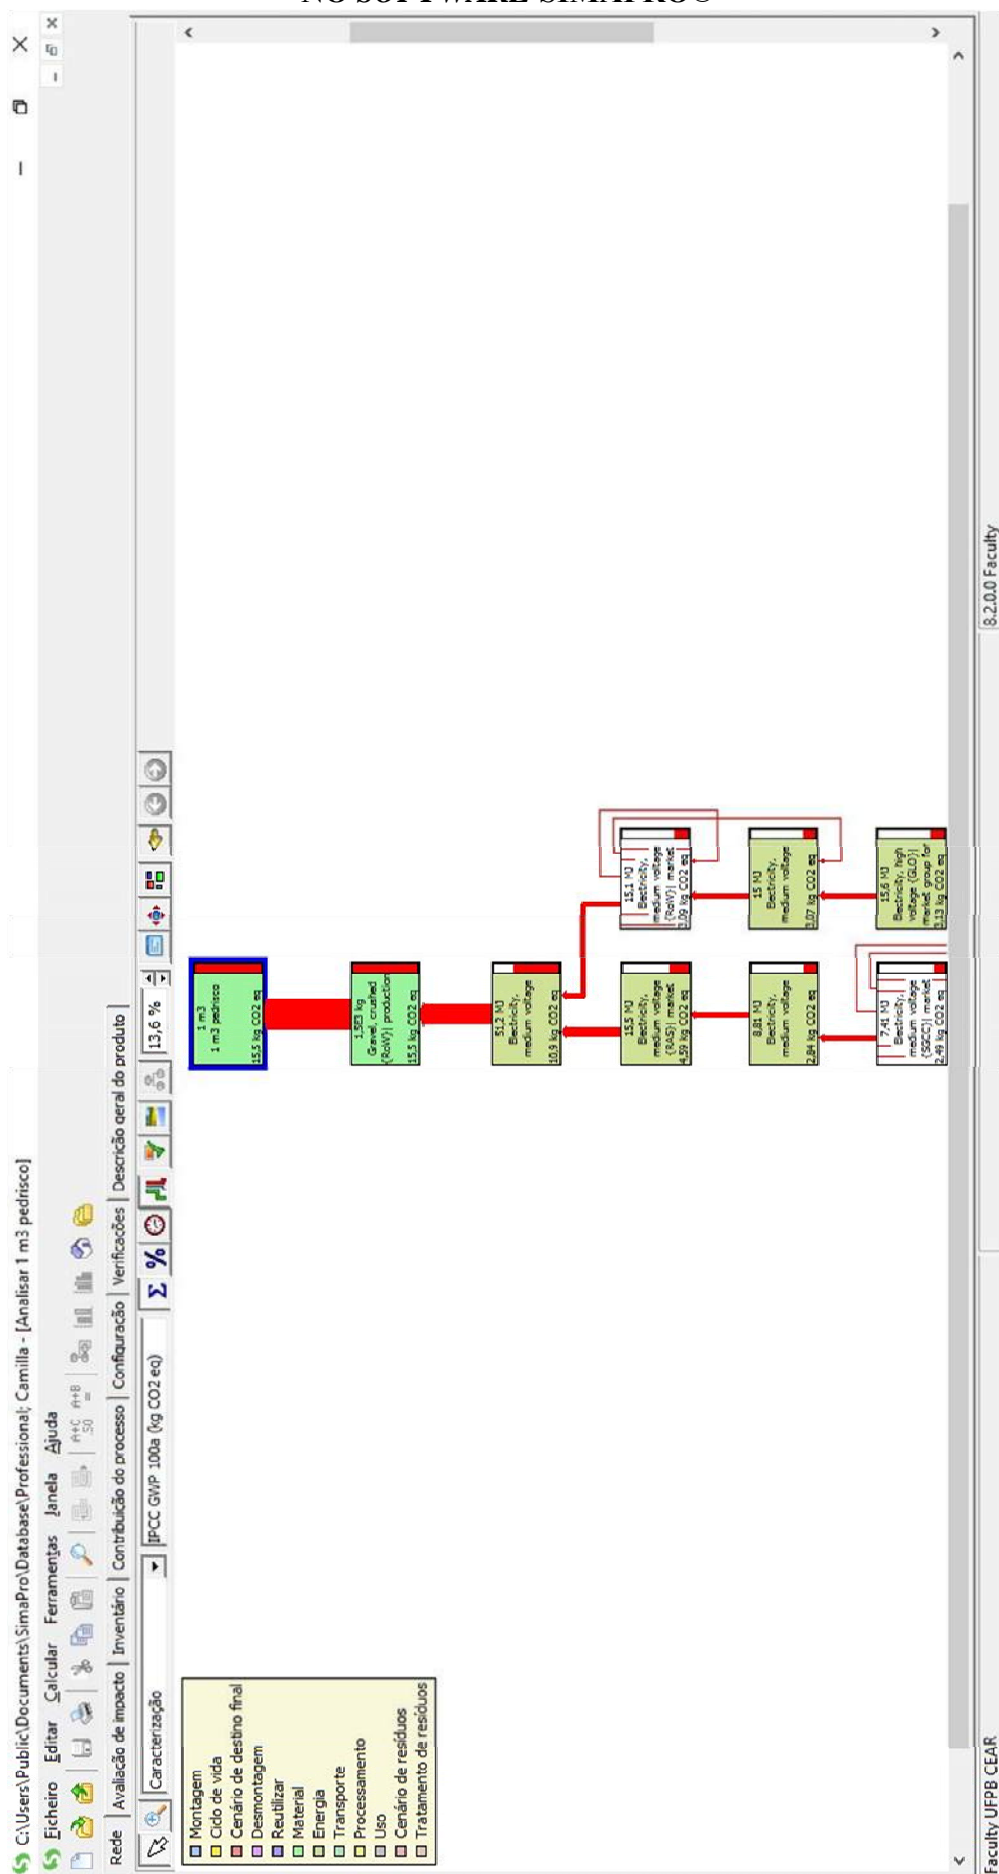 NO SOFTWARE SIMAPRO®
C:\Users\Public\Documents\SimaPro\Database\Professional; Camilla - [Analisar 1 m3 pedrisco]
Ficheiro Editar Calcular Ferramentas Janela Ajuda
A+C .50 A+B =
Rede Avaliação de impacto Inventário Contribuição do processo Configuração Verificações Descrição geral do produto
Caracterização IPCC GWP 100a (kg CO2 eq) Σ % 13,6 %
Montagem
Ciclo de vida
Cenário de destino final
Desmontagem
Reutilizar
Material
Energia
Transporte
Processamento
Uso
Cenário de resíduos
Tratamento de resíduos
1 m3
1 m3 pedrisco
15,5 kg CO2 eq
1,5E3 kg
Gravel, crushed
{RoW}| production
15,5 kg CO2 eq
51,2 MJ
Electricity,
medium voltage
10,9 kg CO2 eq
15,5 MJ
Electricity,
medium voltage
{RAS}| market
4,59 kg CO2 eq
15,1 MJ
Electricity,
medium voltage
{RoW}| market
3,09 kg CO2 eq
8,81 MJ
Electricity,
medium voltage
2,84 kg CO2 eq
15 MJ
Electricity,
medium voltage
3,07 kg CO2 eq
7,41 MJ
Electricity,
medium voltage
{SGCC}| market
2,49 kg CO2 eq
15,6 MJ
Electricity, high
voltage {GLO}|
market group for
3,13 kg CO2 eq
Faculty UFPB CEAR 8.2.0.0 Faculty